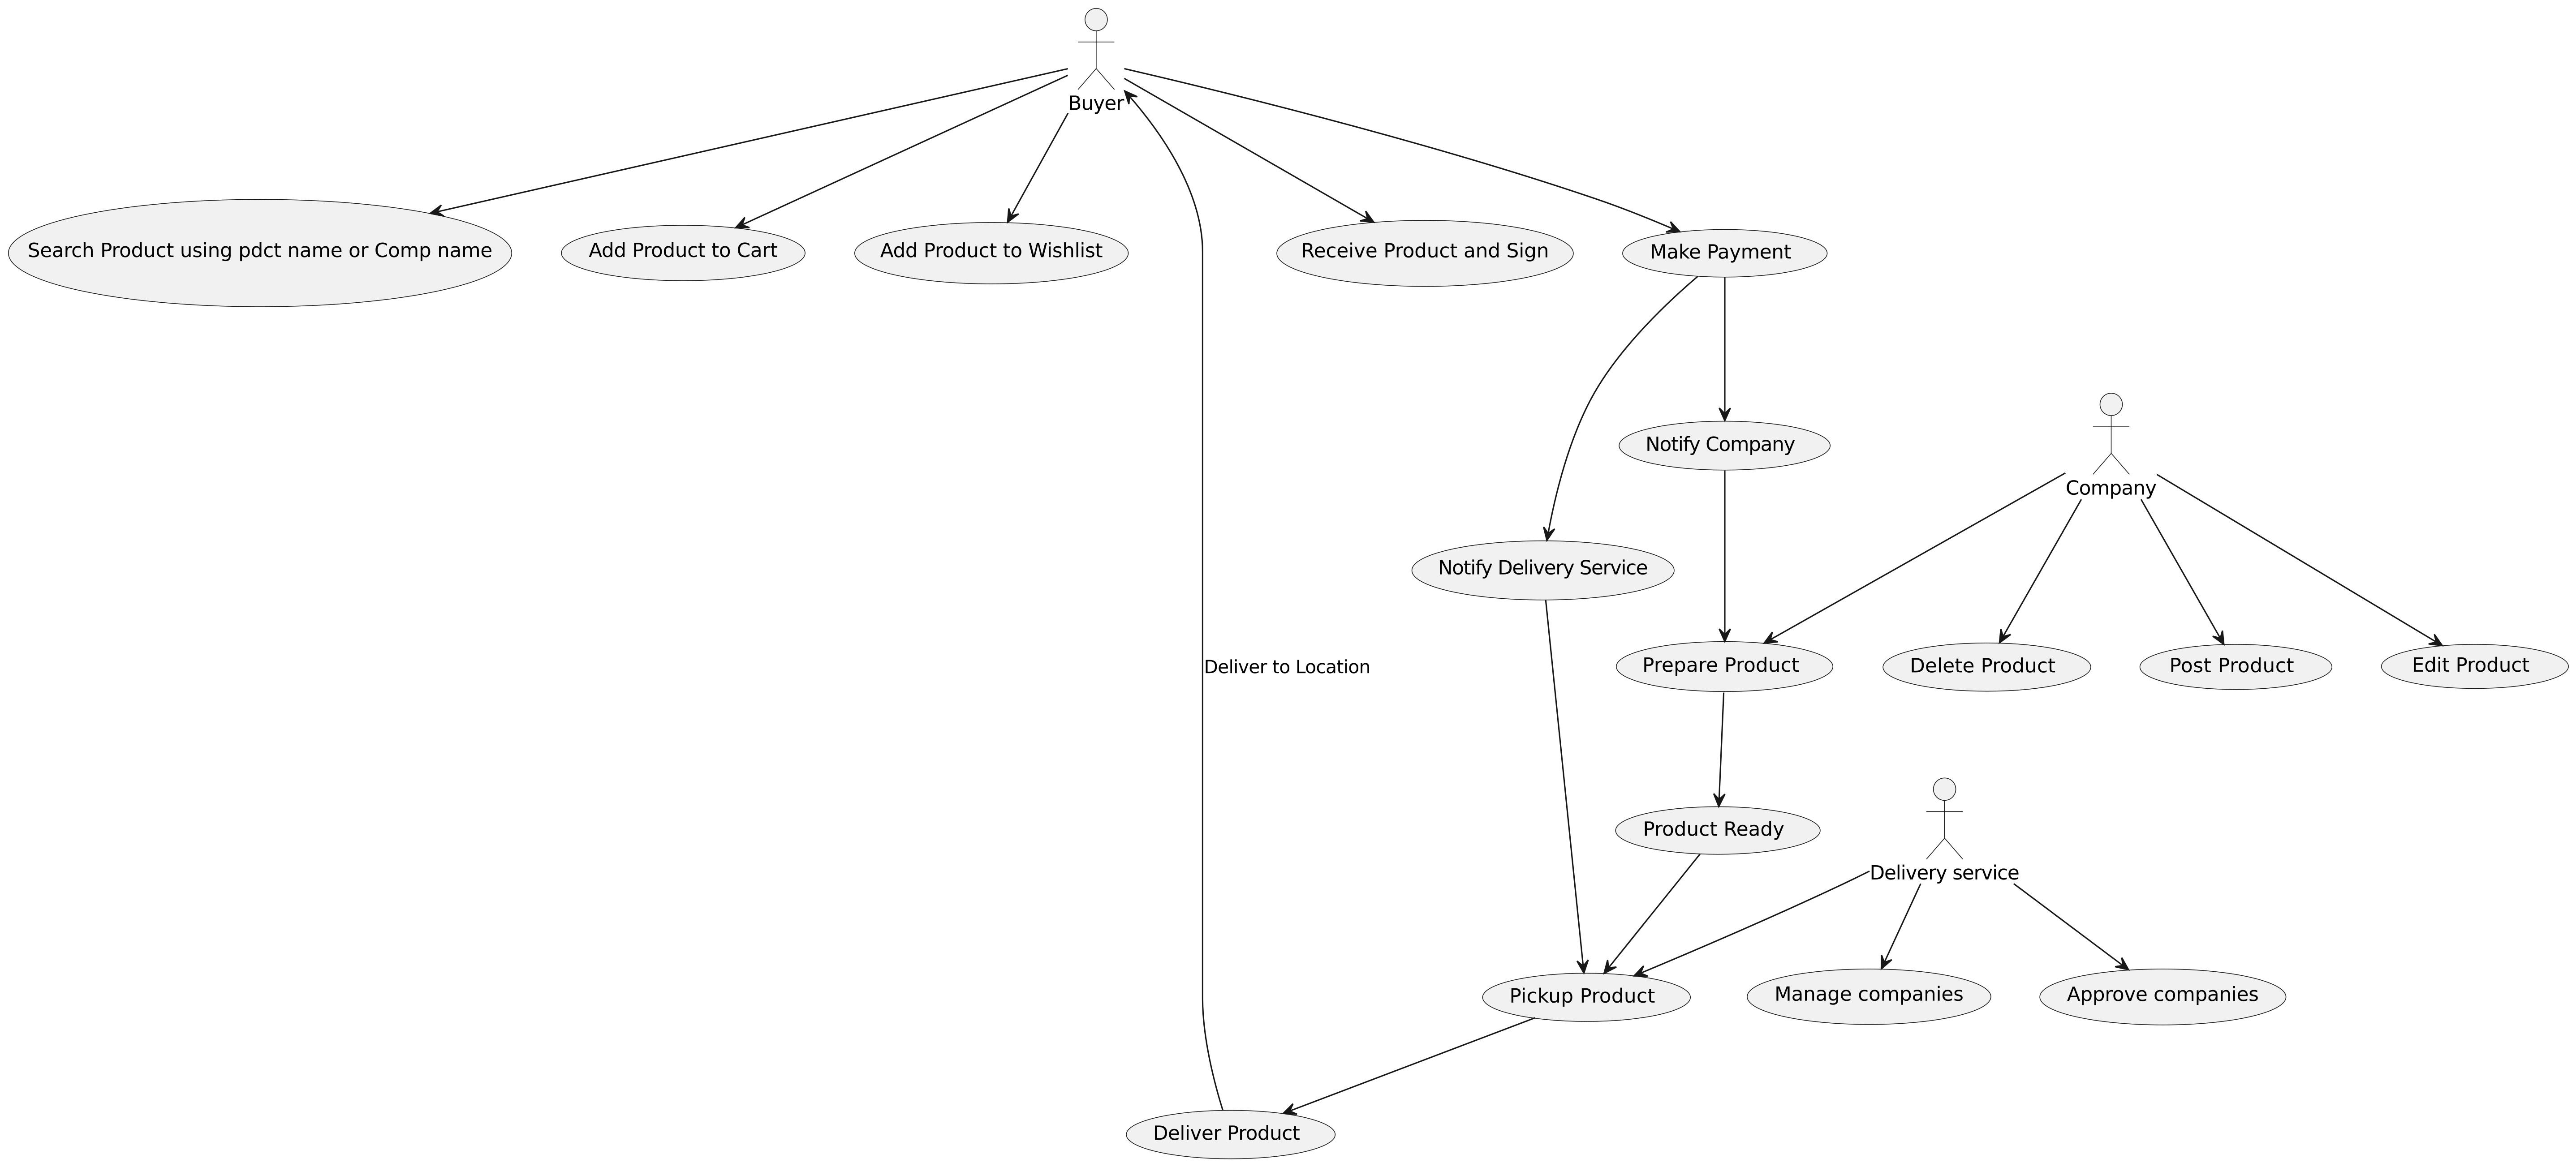 Buyer
Search Product using pdct name or Comp name
Add Product to Cart
Add Product to Wishlist
Receive Product and Sign
Make Payment
Notify Company
Company
Notify Delivery Service
Deliver to Location
Prepare Product
Delete Product
Post Product
Edit Product
Product Ready
Delivery service
Pickup Product
Manage companies
Approve companies
Deliver Product